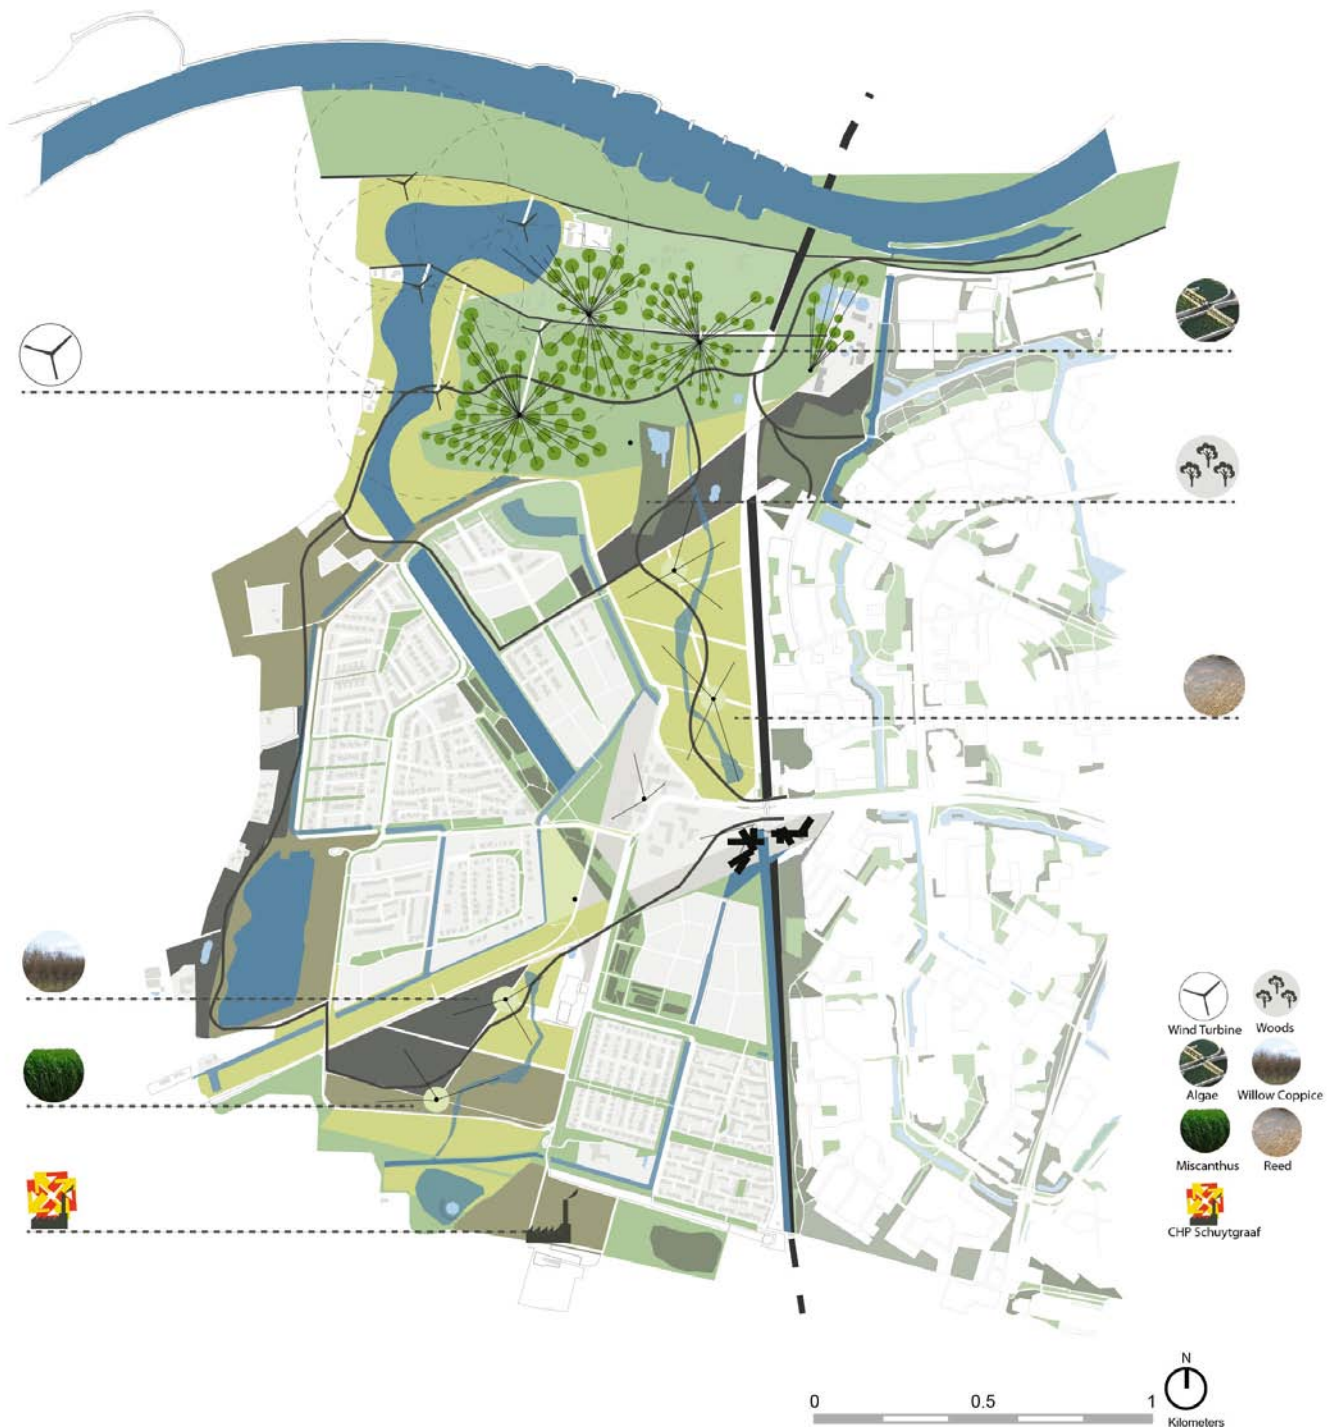 Wind Turbine Woods
Algae Willow Coppice
Miscanthus Reed
CHP Schuytgraaf
N
0 0.5 1
Kilometers